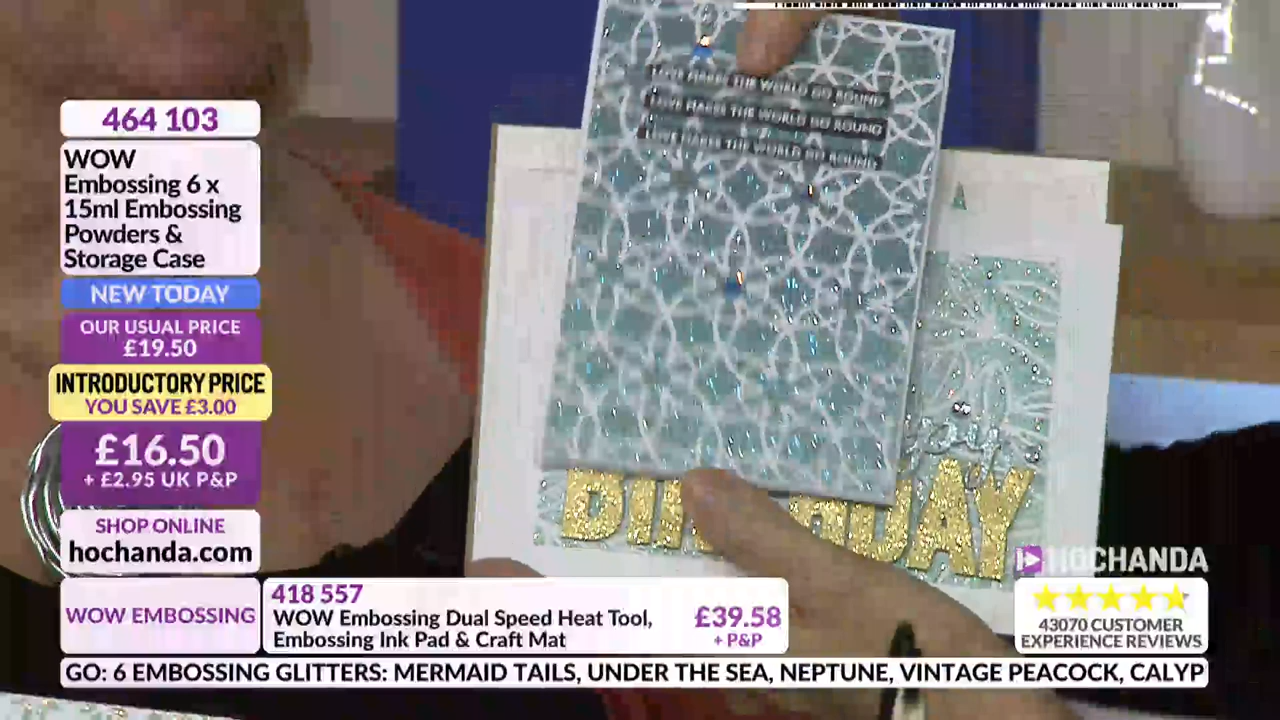 464 103
WOW
Embossing 6 x
15ml Embossing
Powders &
Storage Case
NEW TODAY
OUR USUAL PRICE
£19.50
INTRODUCTORY PRICE
YOU SAVE £3.00
£16.50
+ £2.95 UK P&P
SHOP ONLINE
hochanda.com
LOVE MAKES THE WORLD GO ROUND
LOVE MAKES THE WORLD GO ROUND
LOVE MAKES THE WORLD GO ROUND
HOCHANDA
WOW EMBOSSING
418 557
WOW Embossing Dual Speed Heat Tool,
Embossing Ink Pad & Craft Mat
£39.58
+ P&P
43070 CUSTOMER
EXPERIENCE REVIEWS
GO: 6 EMBOSSING GLITTERS: MERMAID TAILS, UNDER THE SEA, NEPTUNE, VINTAGE PEACOCK, CALYP